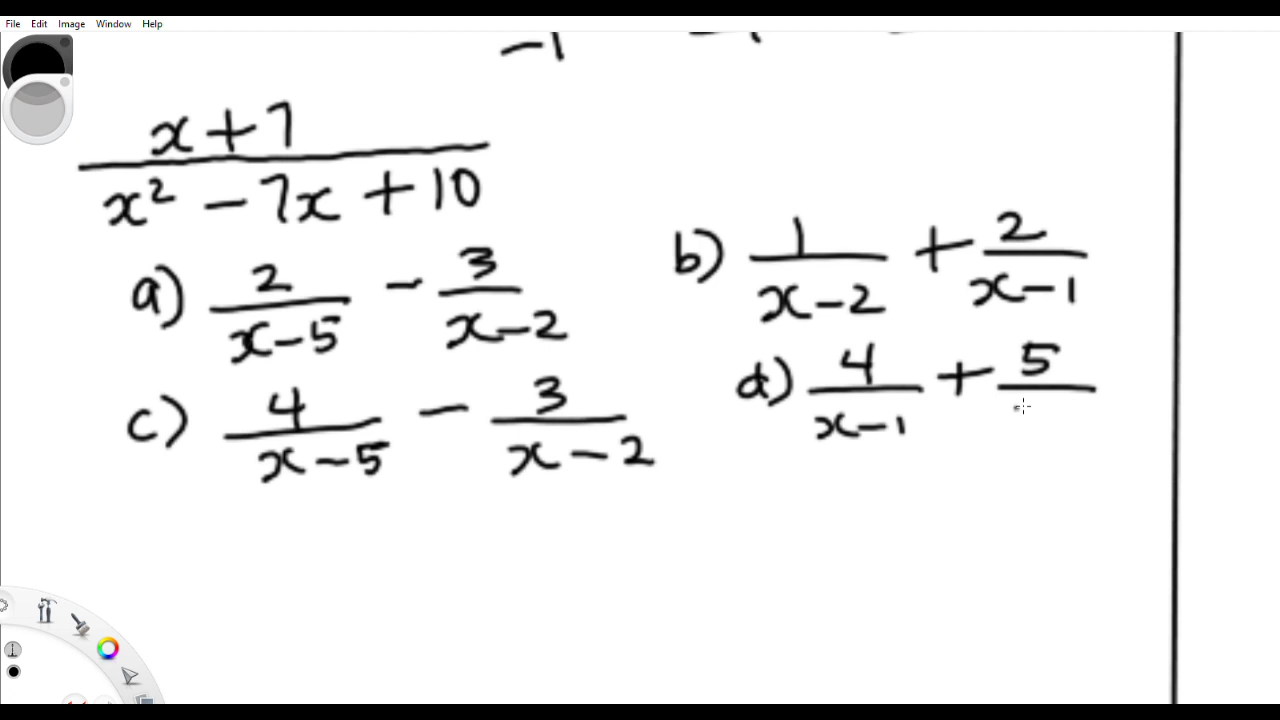 File Edit Image Window Help
-1
x+7
x² - 7x + 10
a) 2/(x-5) - 3/(x-2)
b) 1/(x-2) + 2/(x-1)
c) 4/(x-5) - 3/(x-2)
d) 4/(x-1) + 5